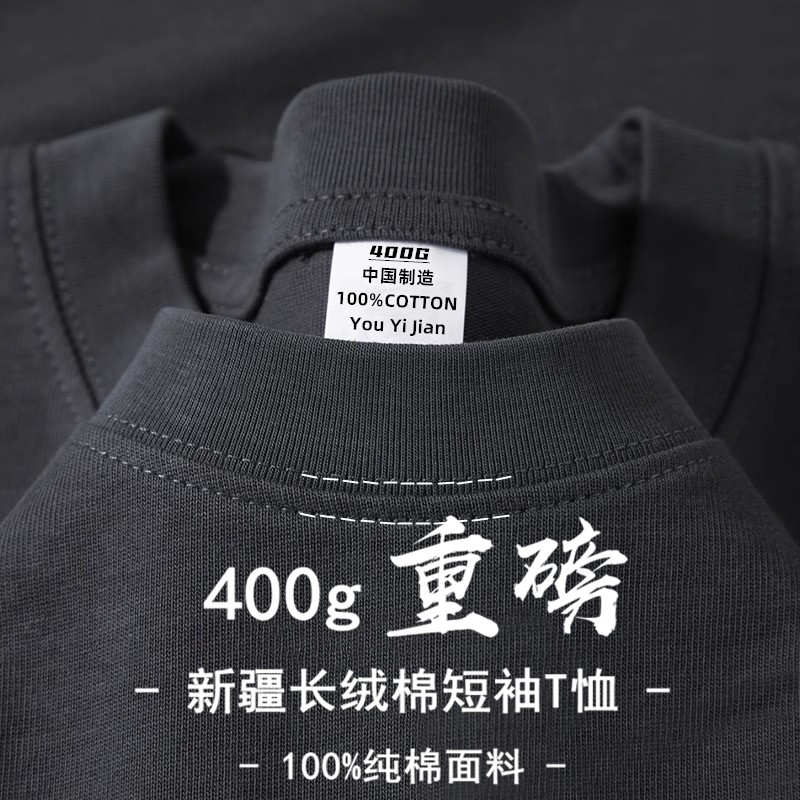 400G
中国制造
100%COTTON
You Yi Jian
400g 重磅
- 新疆长绒棉短袖T恤 -
- 100%纯棉面料 -